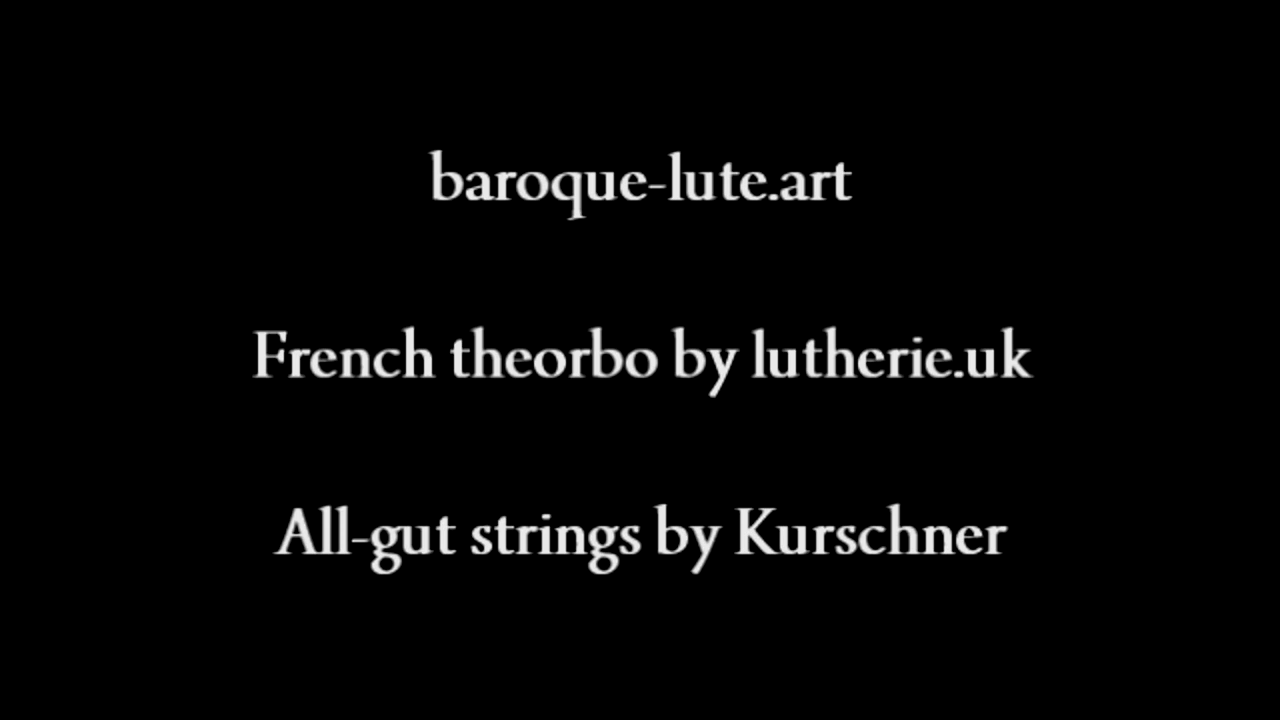 baroque-lute.art
French theorbo by lutherie.uk
All-gut strings by Kurschner